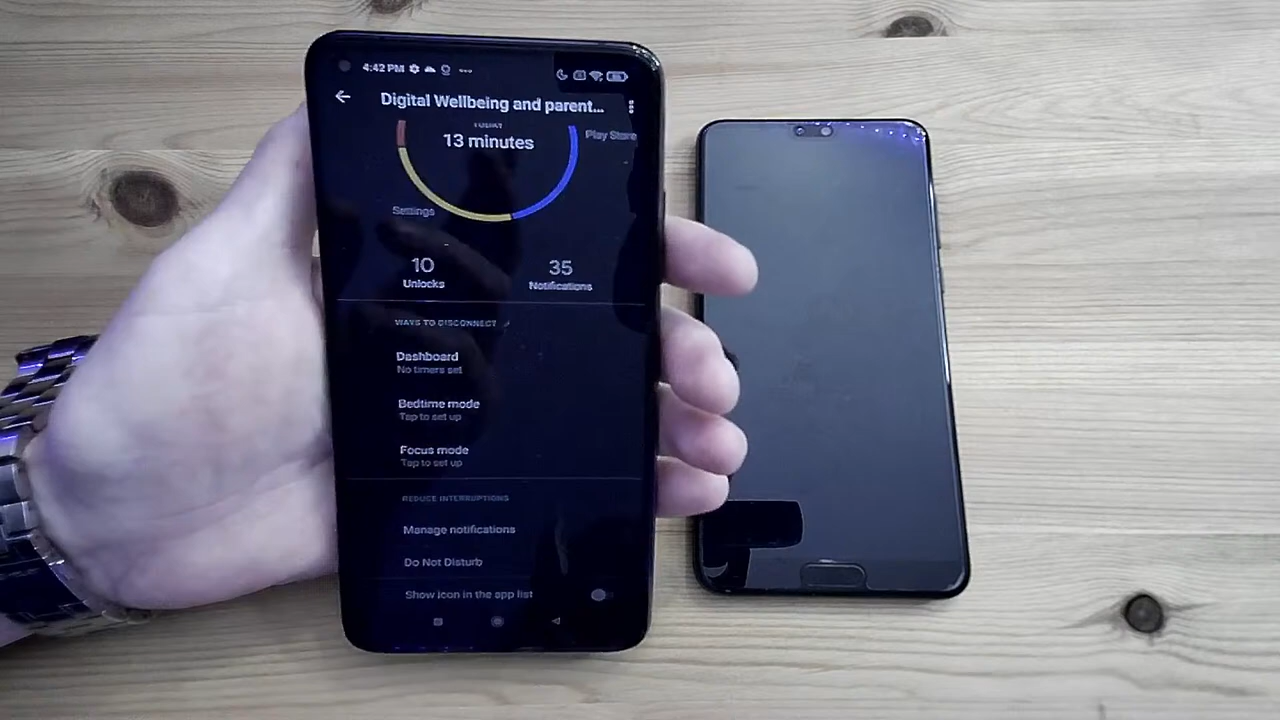 4:42 PM
Digital Wellbeing and parent...
TODAY
13 minutes
Play Store
Settings
10
35
Unlocks
Notifications
WAYS TO DISCONNECT
Dashboard
No timers set
Bedtime mode
Tap to set up
Focus mode
Tap to set up
REDUCE INTERRUPTIONS
Manage notifications
Do Not Disturb
Show icon in the app list